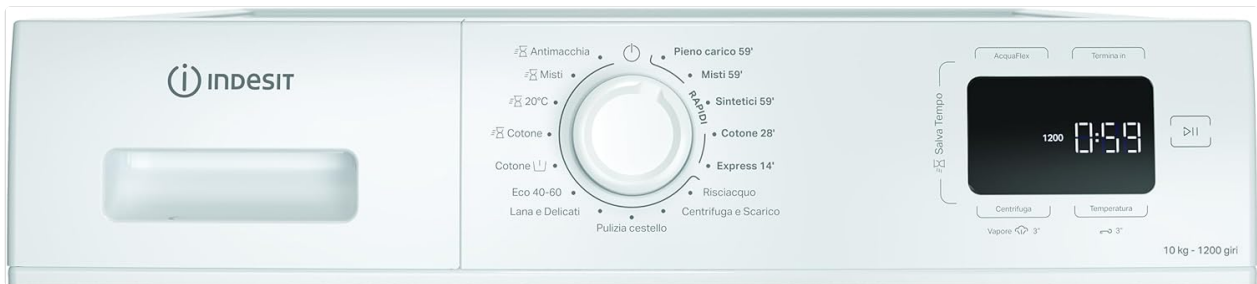 INDESIT
Antimacchia
Misti
20°C
Cotone
Cotone
Eco 40-60
Lana e Delicati
Pulizia cestello
Pieno carico 59'
Misti 59'
Sintetici 59'
Cotone 28'
Express 14'
RAPIDI
Risciacquo
Centrifuga e Scarico
AcquaFlex
Termina in
Salva Tempo
1200 0:59
Centrifuga
Temperatura
Vapore 3"
3"
10 kg - 1200 giri